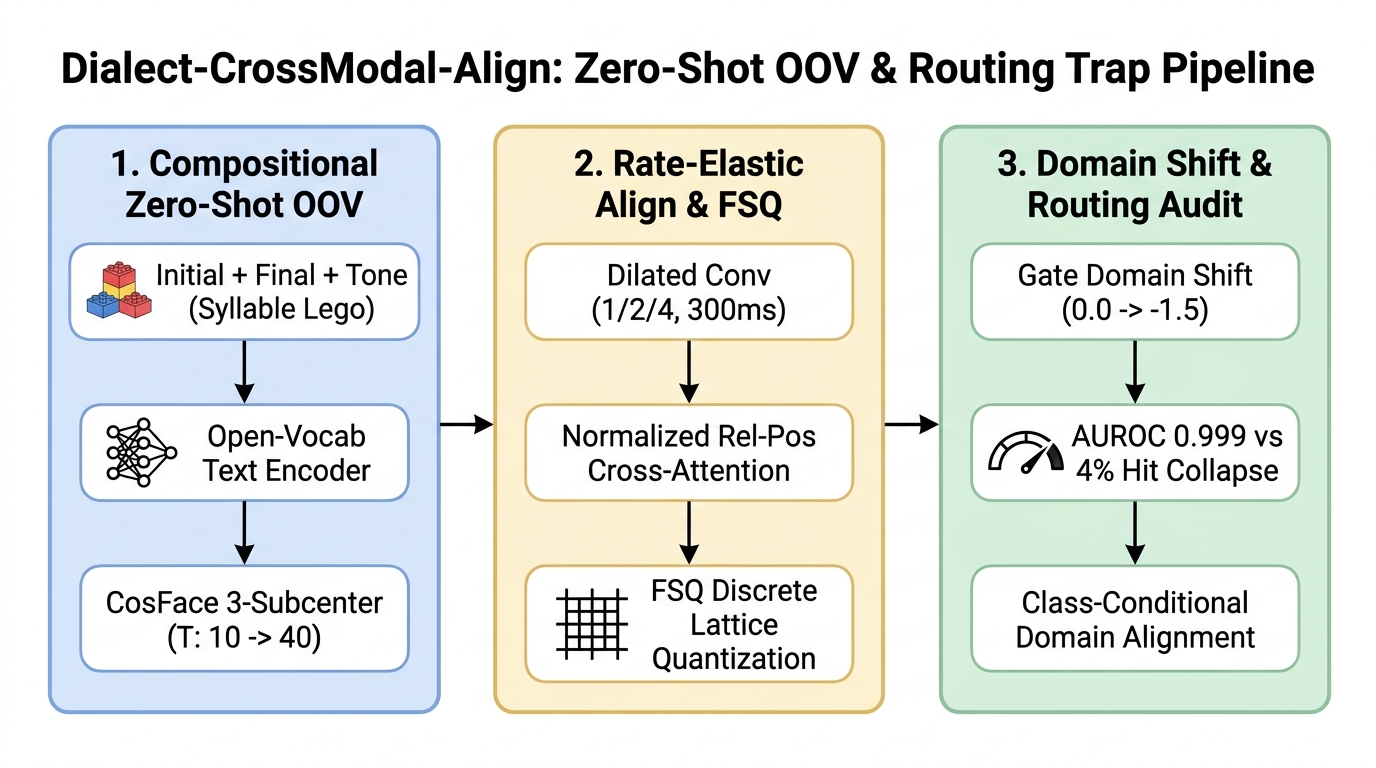 Dialect-CrossModal-Align: Zero-Shot OOV & Routing Trap Pipeline
1. Compositional
Zero-Shot OOV
Initial + Final + Tone
(Syllable Lego)
Open-Vocab
Text Encoder
CosFace 3-Subcenter
(T: 10 -> 40)
2. Rate-Elastic
Align & FSQ
Dilated Conv
(1/2/4, 300ms)
Normalized Rel-Pos
Cross-Attention
FSQ Discrete
Lattice
Quantization
3. Domain Shift &
Routing Audit
Gate Domain Shift
(0.0 -> -1.5)
AUROC 0.999 vs
4% Hit Collapse
Class-Conditional
Domain Alignment